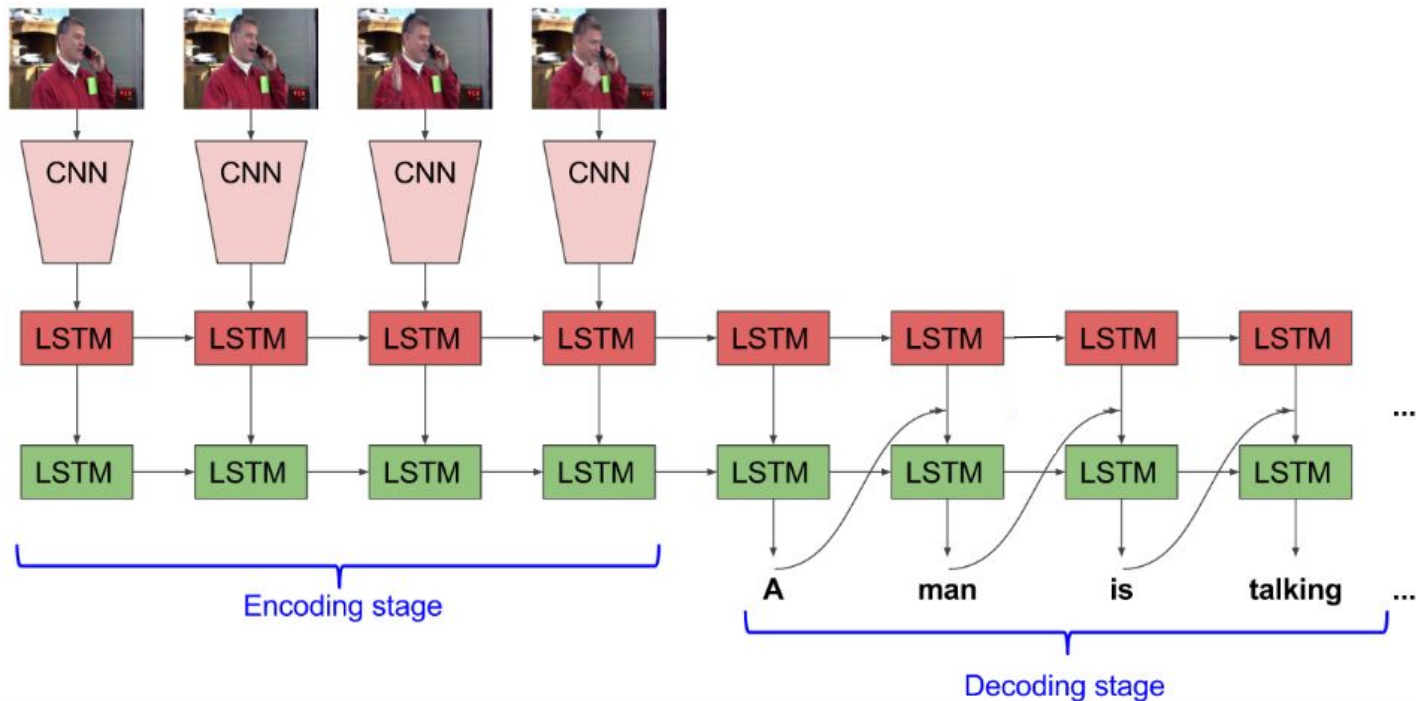 CNN CNN CNN CNN
LSTM LSTM LSTM LSTM LSTM LSTM LSTM LSTM
...
LSTM LSTM LSTM LSTM LSTM LSTM LSTM LSTM
A man is talking ...
Encoding stage
Decoding stage